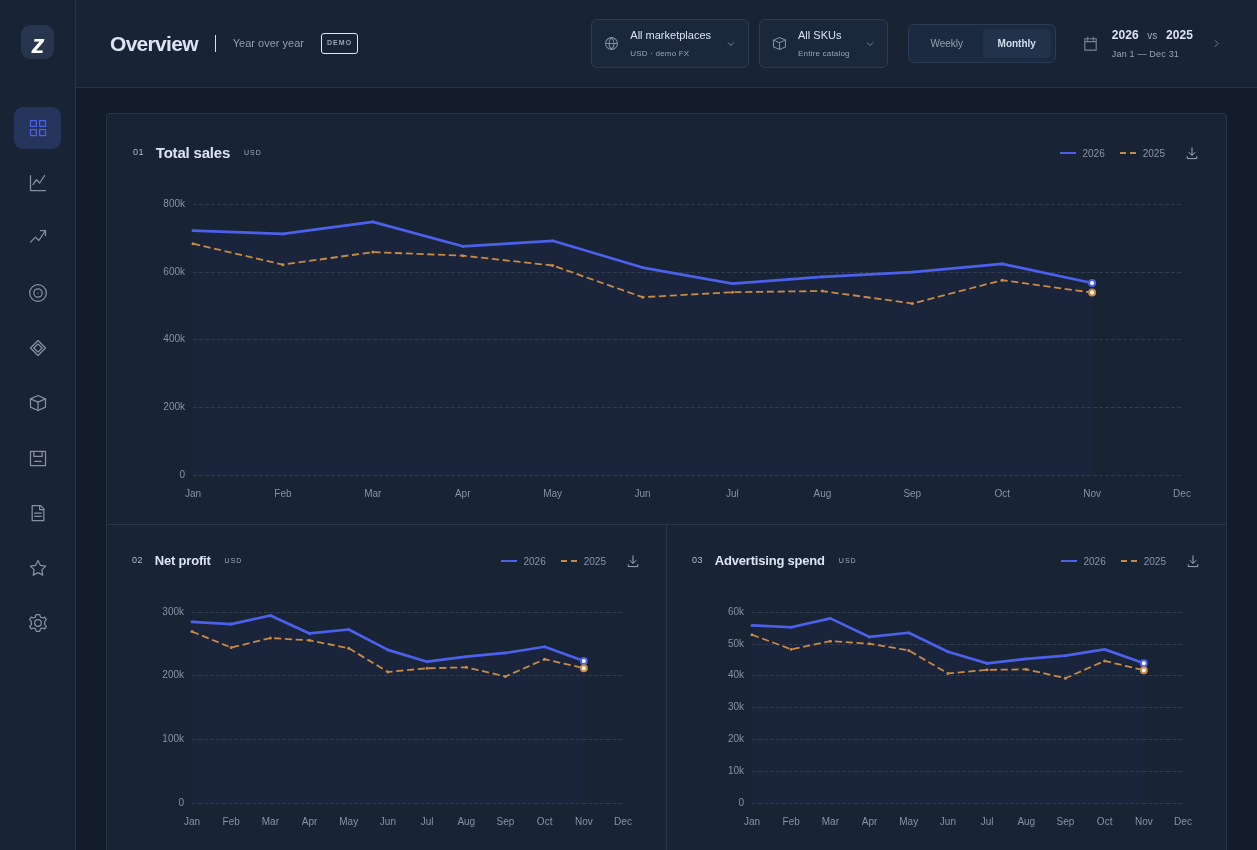 z
Overview
Year over year
DEMO
All marketplaces
USD · demo FX
All SKUs
Entire catalog
Weekly
Monthly
2026 vs 2025
Jan 1 — Dec 31
01 Total sales USD
2026
2025
800k
600k
400k
200k
0
Jan Feb Mar Apr May Jun Jul Aug Sep Oct Nov Dec
02 Net profit USD
2026
2025
300k
200k
100k
0
Jan Feb Mar Apr May Jun Jul Aug Sep Oct Nov Dec
03 Advertising spend USD
2026
2025
60k
50k
40k
30k
20k
10k
0
Jan Feb Mar Apr May Jun Jul Aug Sep Oct Nov Dec